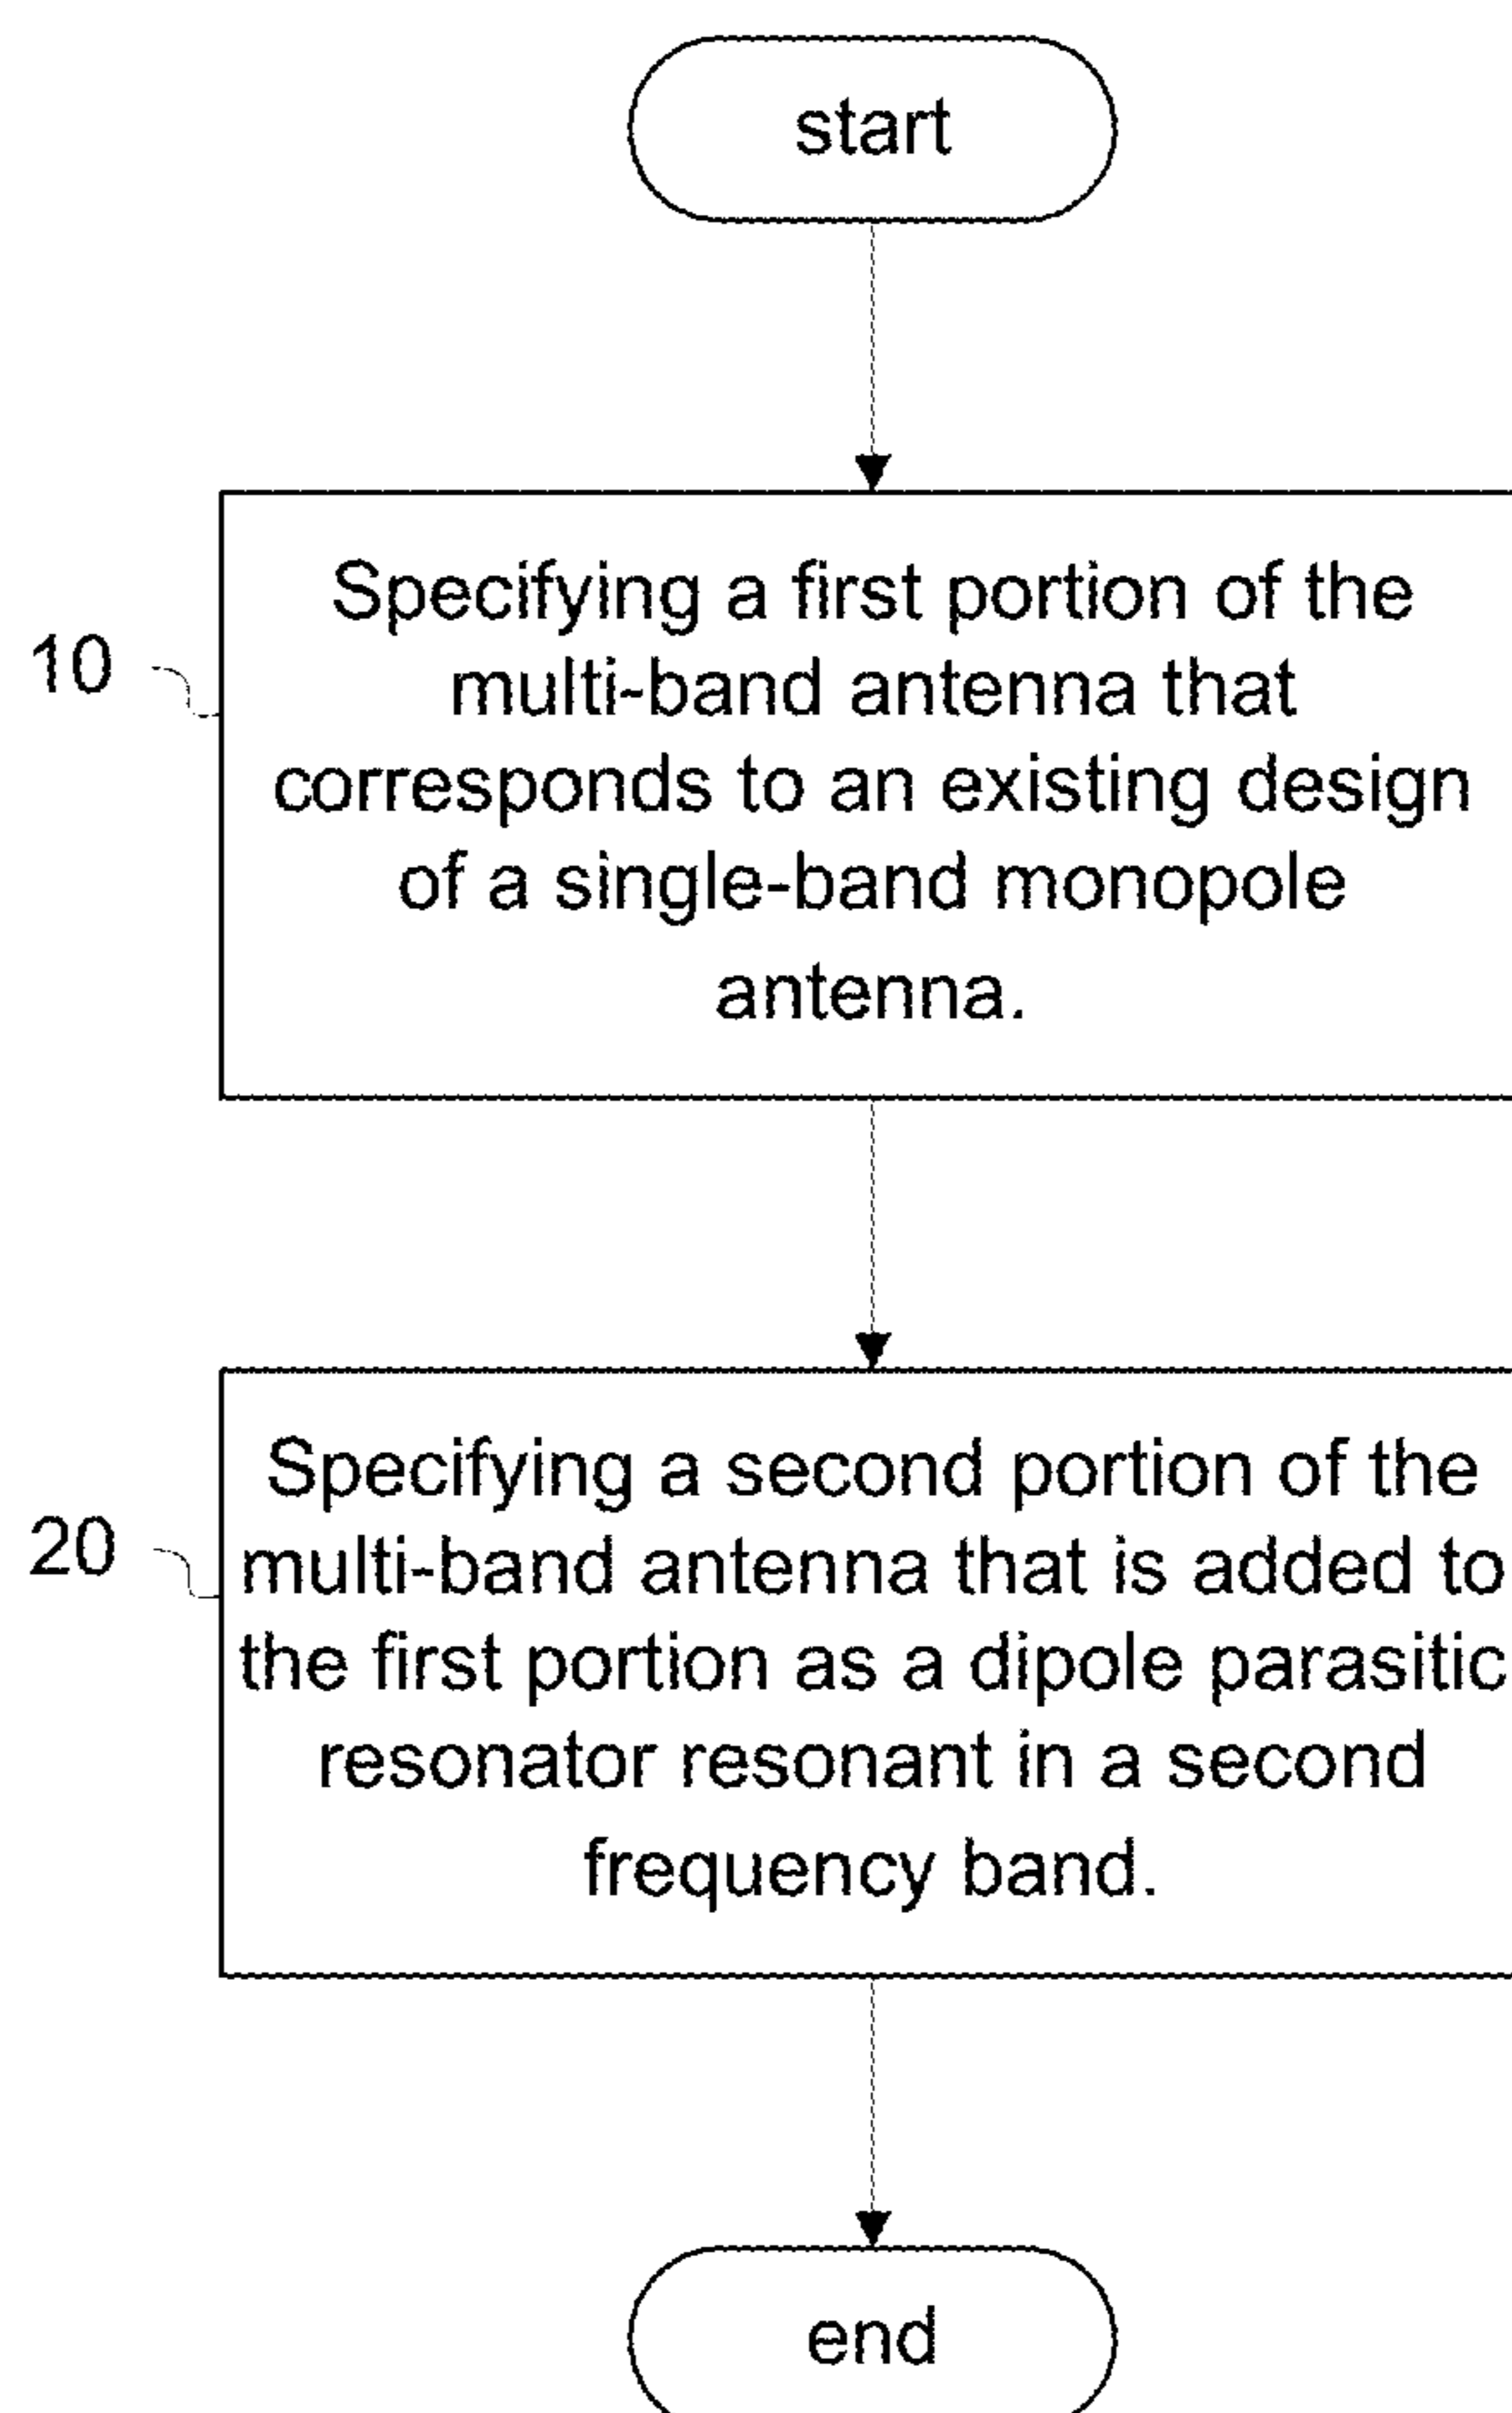 start
Specifying a first portion of the
multi-band antenna that
10
corresponds to an existing design
of a single-band monopole
antenna.
Specifying a second portion of the
20
multi-band antenna that is added to
the first portion as a dipole parasitic
resonator resonant in a second
frequency band.
end